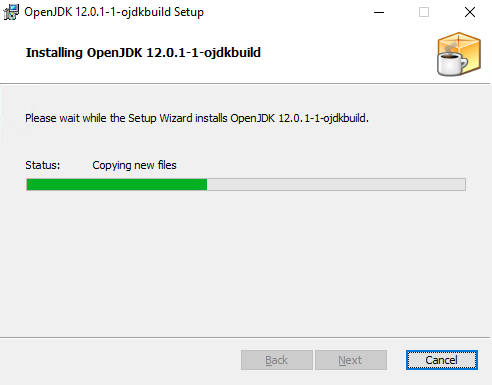 OpenJDK 12.0.1-1-ojdkbuild Setup
Installing OpenJDK 12.0.1-1-ojdkbuild
Please wait while the Setup Wizard installs OpenJDK 12.0.1-1-ojdkbuild.
Status: Copying new files
Back Next Cancel